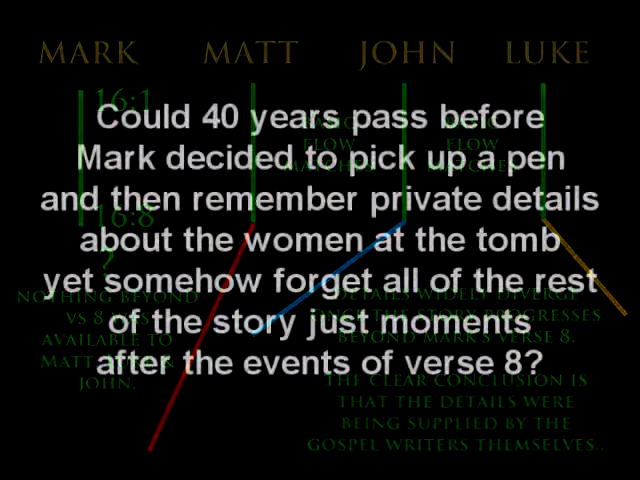 MARK MATT JOHN LUKE
16:1
Could 40 years pass before
Mark decided to pick up a pen
FLOW FLOW
and then remember private details
16:8
about the women at the tomb
?
yet somehow forget all of the rest
NOTHING BEYOND DETAILS WIDELY DIVERGE
VS 8 WAS ONCE THE STORY PROGRESSES
of the story just moments
AVAILABLE TO BEYOND MARK'S VERSE 8.
MATT
after the events of verse 8?
JOHN.
THE CLEAR CONCLUSION IS
THAT THE DETAILS WERE
BEING SUPPLIED BY THE
GOSPEL WRITERS THEMSELVES..